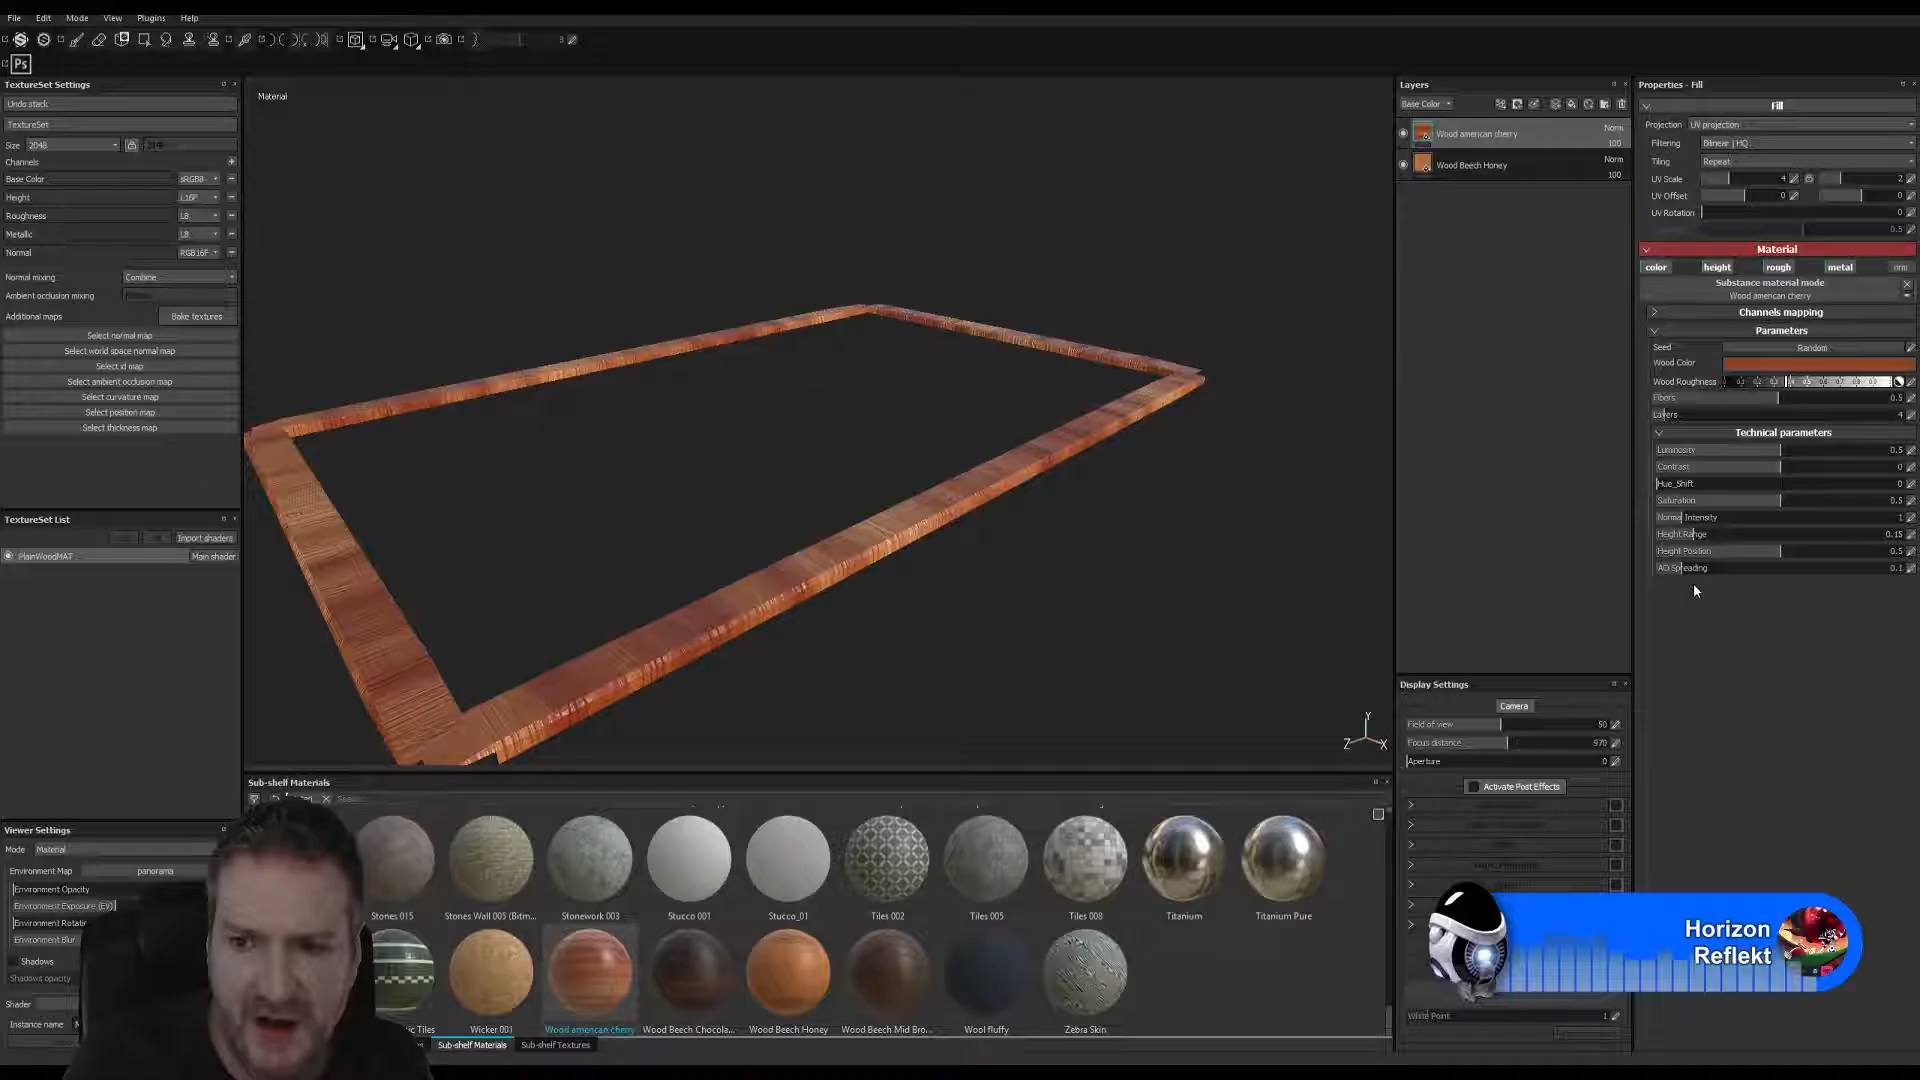 File Edit Mode View Plugins Help
Ps
TextureSet Settings
Undo stack
TextureSet
Size 2048
Channels
Base Color sRGB8
Height L16F
Roughness L8
Metallic L8
Normal RGB16F
Normal mixing Combine
Ambient occlusion mixing
Additional maps Bake textures
Select normal map
Select world space normal map
Select id map
Select ambient occlusion map
Select curvature map
Select position map
Select thickness map
TextureSet List
Import shaders
PlainWoodMAT Main shader
Viewer Settings
Mode Material
Environment Map panorama
Environment Opacity
Environment Exposure (EV)
Environment Rotati
Environment Blur
Shadows
Shadows opacity
Shader
Instance name
Material
Y
Z X
Sub-shelf Materials
Stones 015 Stones Wall 005 (Bitm... Stonework 003 Stucco 001 Stucco_01 Tiles 002 Tiles 005 Tiles 008 Titanium Titanium Pure
ic Tiles Wicker 001 Wood american cherry Wood Beech Chocola... Wood Beech Honey Wood Beech Mid Bro... Wool fluffy Zebra Skin
Sub-shelf Materials Sub-shelf Textures
Layers
Base Color
Wood american cherry Norm 100
Wood Beech Honey Norm 100
Display Settings
Camera
Field of view 50
Focus distance 970
Aperture 0
Activate Post Effects
White Point 1
Properties - Fill
Fill
Projection UV projection
Filtering Bilinear | HQ
Tiling Repeat
UV Scale 4 2
UV Offset 0 0
UV Rotation 0
0.5
Material
color height rough metal nrm
Substance material mode
Wood american cherry
Channels mapping
Parameters
Seed Random
Wood Color
Wood Roughness
Fibers 0.5
Layers 4
Technical parameters
Luminosity 0.5
Contrast 0
Hue_Shift 0
Saturation 0.5
Normal Intensity 1
Height Range 0.15
Height Position 0.5
AO Spreading 0.1
Horizon
Reflekt